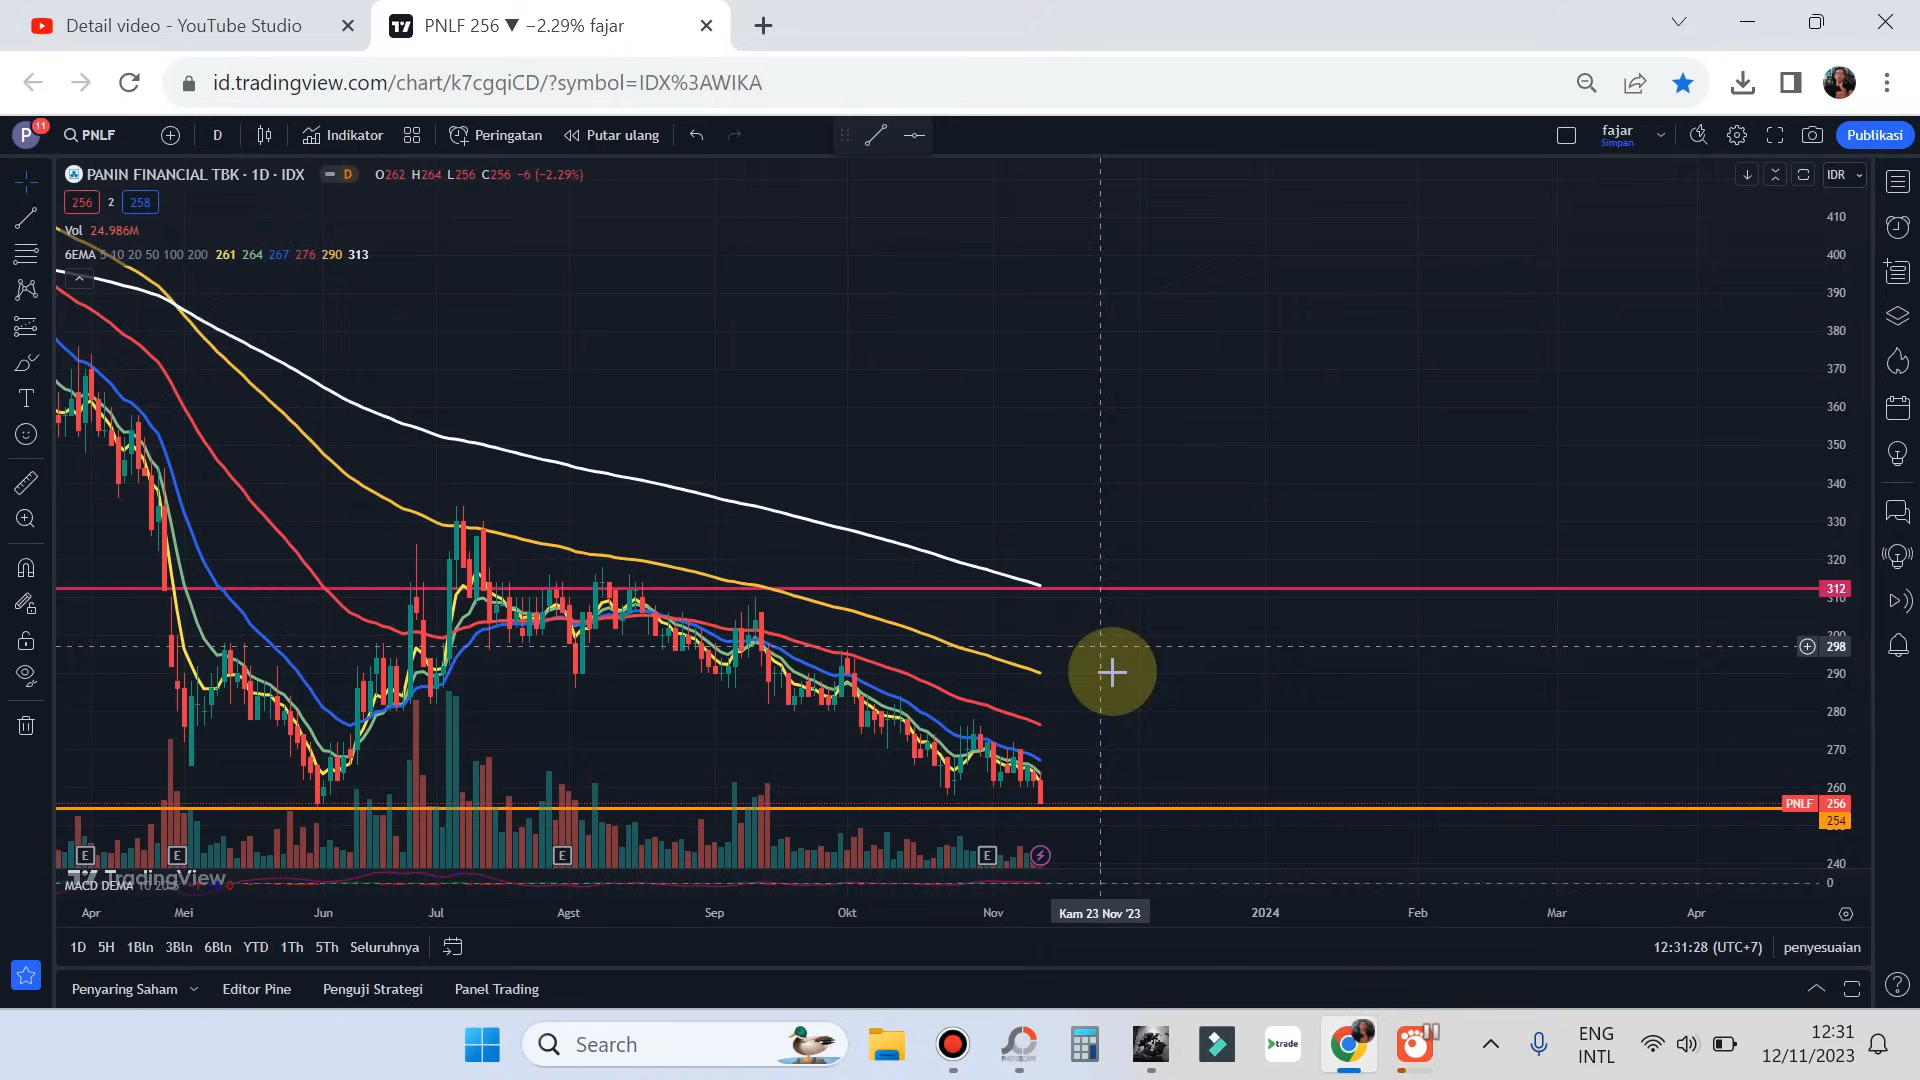 Detail video - YouTube Studio
PNLF 256 ▼ −2.29% fajar
id.tradingview.com/chart/k7cgqiCD/?symbol=IDX%3AWIKA
P 11
PNLF
D
Indikator
Peringatan
Putar ulang
fajar
Simpan
Publikasi
PANIN FINANCIAL TBK · 1D · IDX
D
O262 H264 L256 C256 −6 (−2.29%)
IDR
256 2 258
Vol 24.986M
6EMA 5 10 20 50 100 200 261 264 267 276 290 313
410
400
390
380
370
360
350
340
330
320
312
310
298
290
280
270
260
PNLF 256
254
240
0
E
E
E
E
TradingView
MACD DEMA
Apr
Mei
Jun
Jul
Agst
Sep
Okt
Nov
Kam 23 Nov '23
2024
Feb
Mar
Apr
1D 5H 1Bln 3Bln 6Bln YTD 1Th 5Th Seluruhnya
12:31:28 (UTC+7)
penyesuaian
Penyaring Saham
Editor Pine
Penguji Strategi
Panel Trading
Search
PHOTOSCAPE
trade
ENG
INTL
12:31
12/11/2023